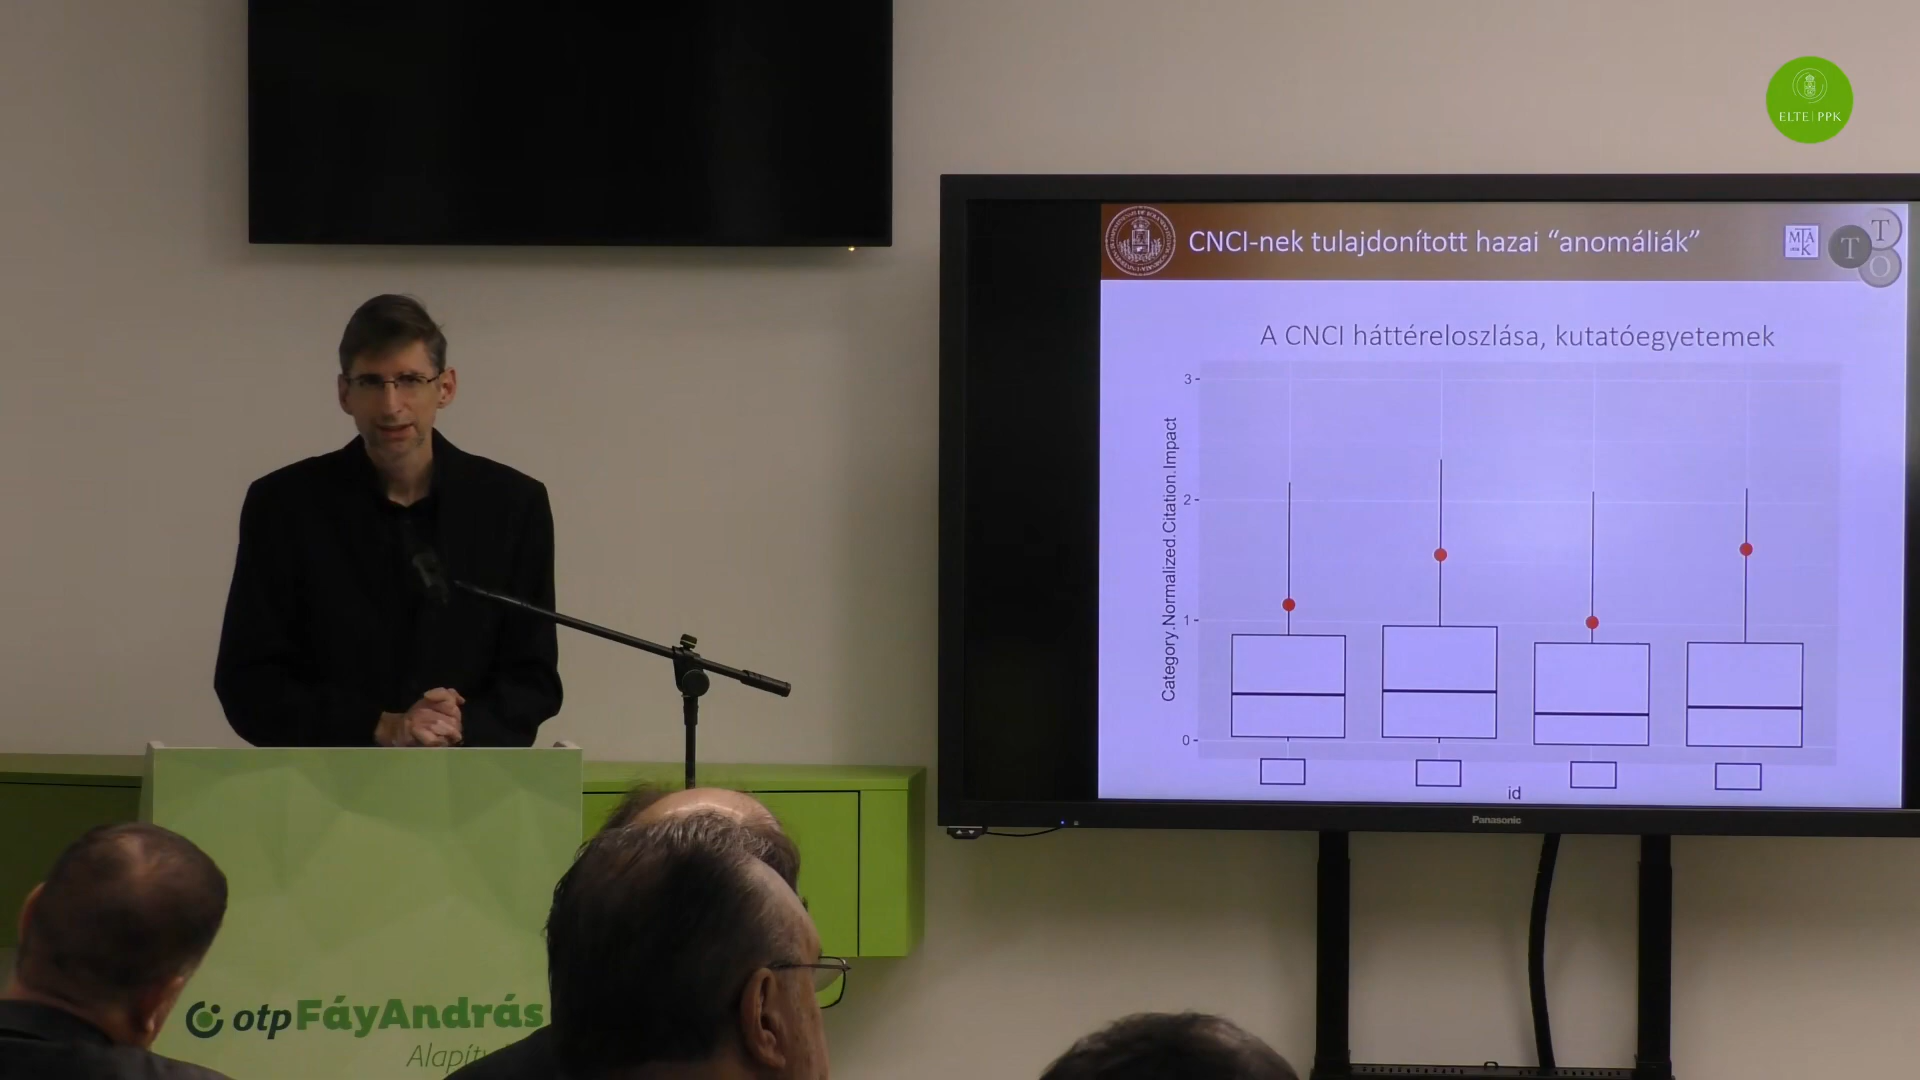 ELTE | PPK
CNCI-nek tulajdonított hazai “anomáliák”
M T A
K
T
T
O
A CNCI háttéreloszlása, kutatóegyetemek
Category.Normalized.Citation.Impact
3
2
1
0
id
Panasonic
otp FáyAndrás